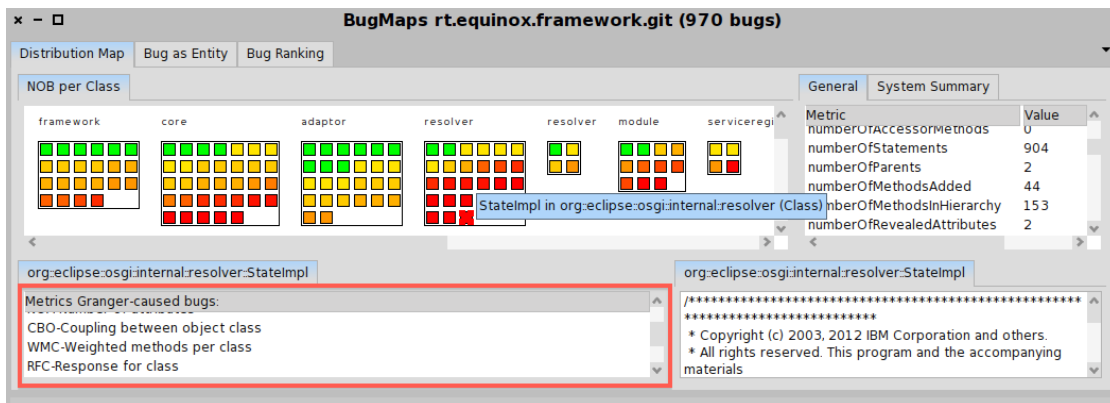 BugMaps rt.equinox.framework.git (970 bugs)
Distribution Map Bug as Entity Bug Ranking
NOB per Class
General System Summary
framework core adaptor resolver resolver module serviceregi
Metric Value
numberOfAccessorMethods 0
numberOfStatements 904
numberOfParents 2
numberOfMethodsAdded 44
numberOfMethodsInHierarchy 153
numberOfRevealedAttributes 2
StateImpl in org::eclipse::osgi::internal::resolver (Class)
org::eclipse::osgi::internal::resolver::StateImpl
Metrics Granger-caused bugs:
CBO-Coupling between object class
WMC-Weighted methods per class
RFC-Response for class
org::eclipse::osgi::internal::resolver::StateImpl
/*******************************************************
***************************
* Copyright (c) 2003, 2012 IBM Corporation and others.
* All rights reserved. This program and the accompanying
materials